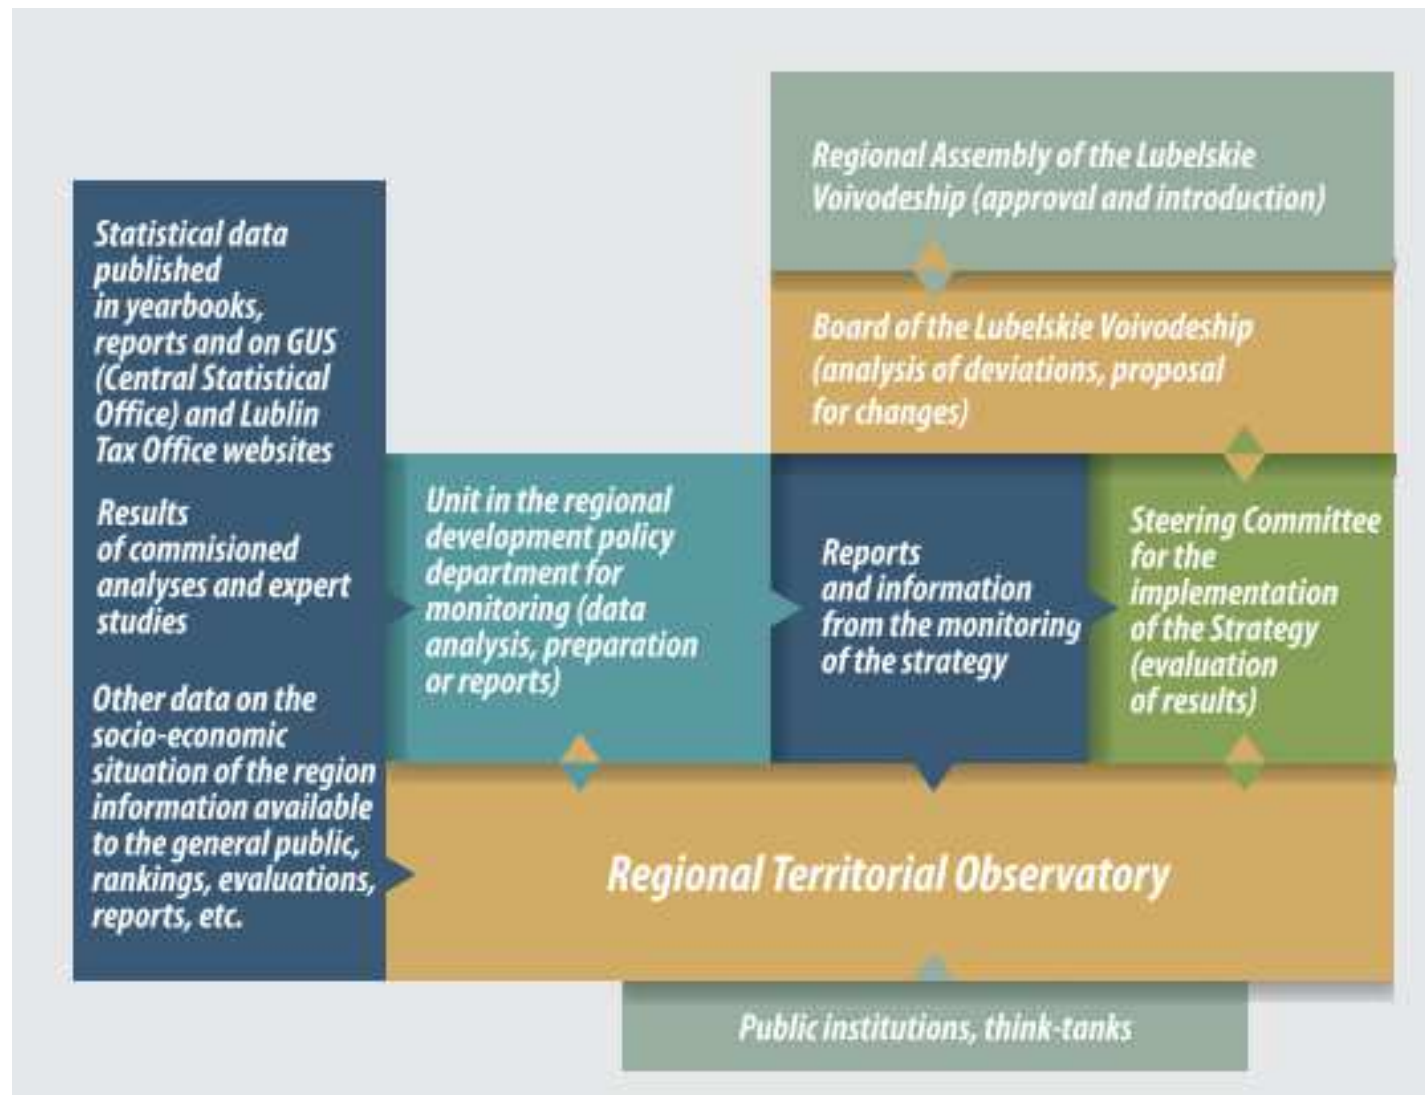 Regional Assembly of the Lubelskie
Voivodeship (approval and introduction)
Statistical data
published
in yearbooks,
reports and on GUS
(Central Statistical
Office) and Lublin
Tax Office websites
Results
of commisioned
analyses and expert
studies
Other data on the
socio-economic
situation of the region
information available
to the general public,
rankings, evaluations,
reports, etc.
Board of the Lubelskie Voivodeship
(analysis of deviations, proposal
for changes)
Unit in the regional
development policy
department for
monitoring (data
analysis, preparation
or reports)
Reports
and information
from the monitoring
of the strategy
Steering Committee
for the
implementation
of the Strategy
(evaluation
of results)
Regional Territorial Observatory
Public institutions, think-tanks